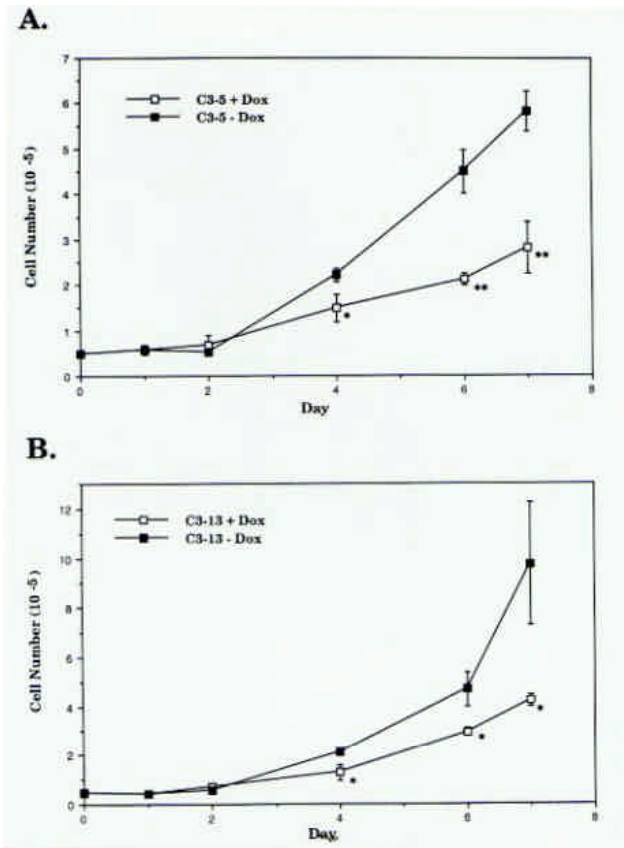 A.
7
6
5
4
3
2
1
0
C3-5 + Dox
C3-5 - Dox
Cell Number (10 -5)
*
**
**
0 2 4 6 8
Day
B.
12
10
8
6
4
2
0
C3-13 + Dox
C3-13 - Dox
Cell Number (10 -5)
*
*
*
0 2 4 6 8
Day.